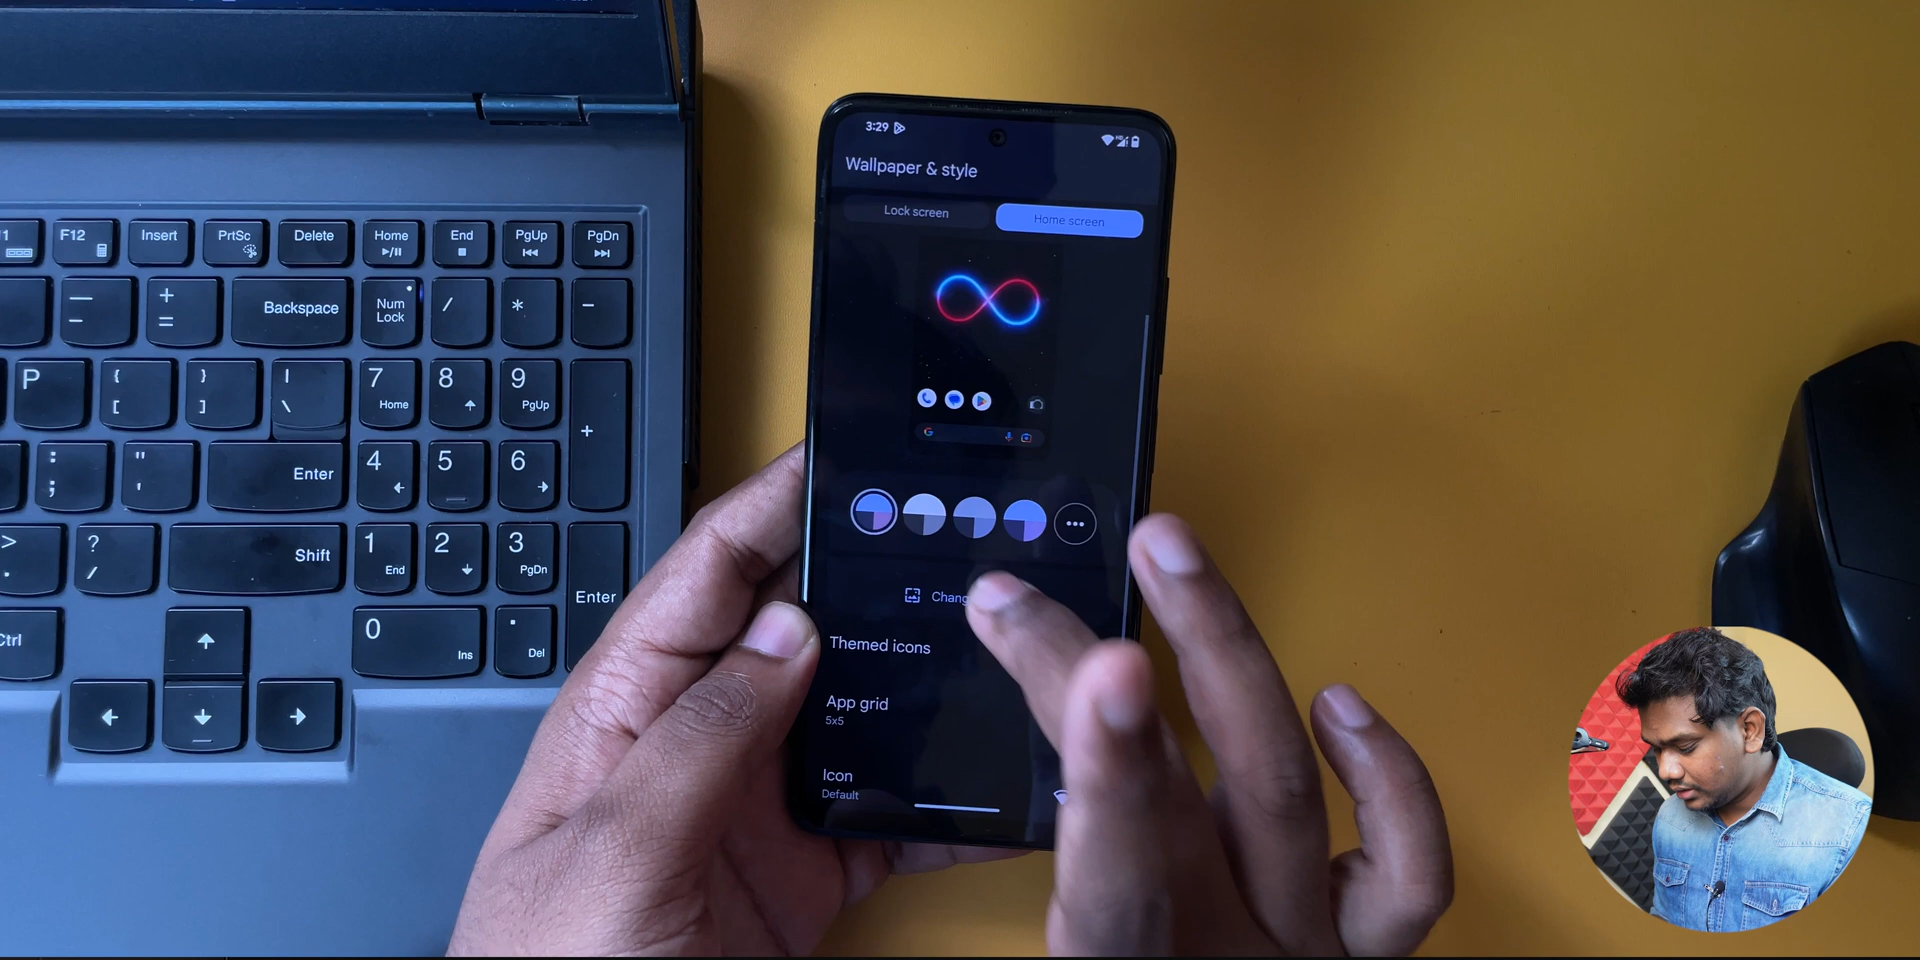 3:29
Wallpaper & style
Lock screen
Home screen
G
Themed icons
App grid
5x5
Icon
Default
F12
Insert
PrtSc
Delete
Home
End
PgUp
PgDn
+
=
Backspace
Num
Lock
/
*
-
P
{
[
}
]
|
\
7
Home
8
9
PgUp
+
:
;
"
'
Enter
4
5
6
>
.
?
/
Shift
1
End
2
3
PgDn
Enter
0
Ins
.
Del